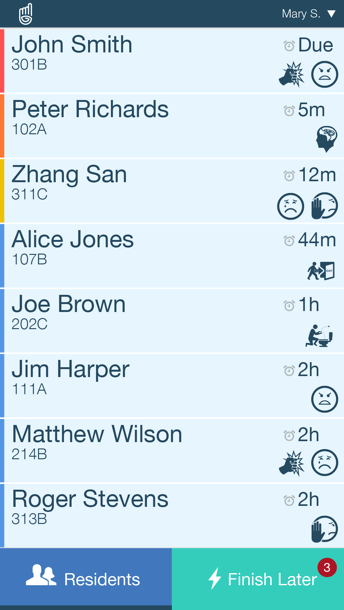 Mary S. ▼
John Smith
Due
301B
Peter Richards
5m
102A
Zhang San
12m
311C
Alice Jones
44m
107B
Joe Brown
1h
202C
Jim Harper
2h
111A
Matthew Wilson
2h
214B
Roger Stevens
2h
313B
Residents
Finish Later
3